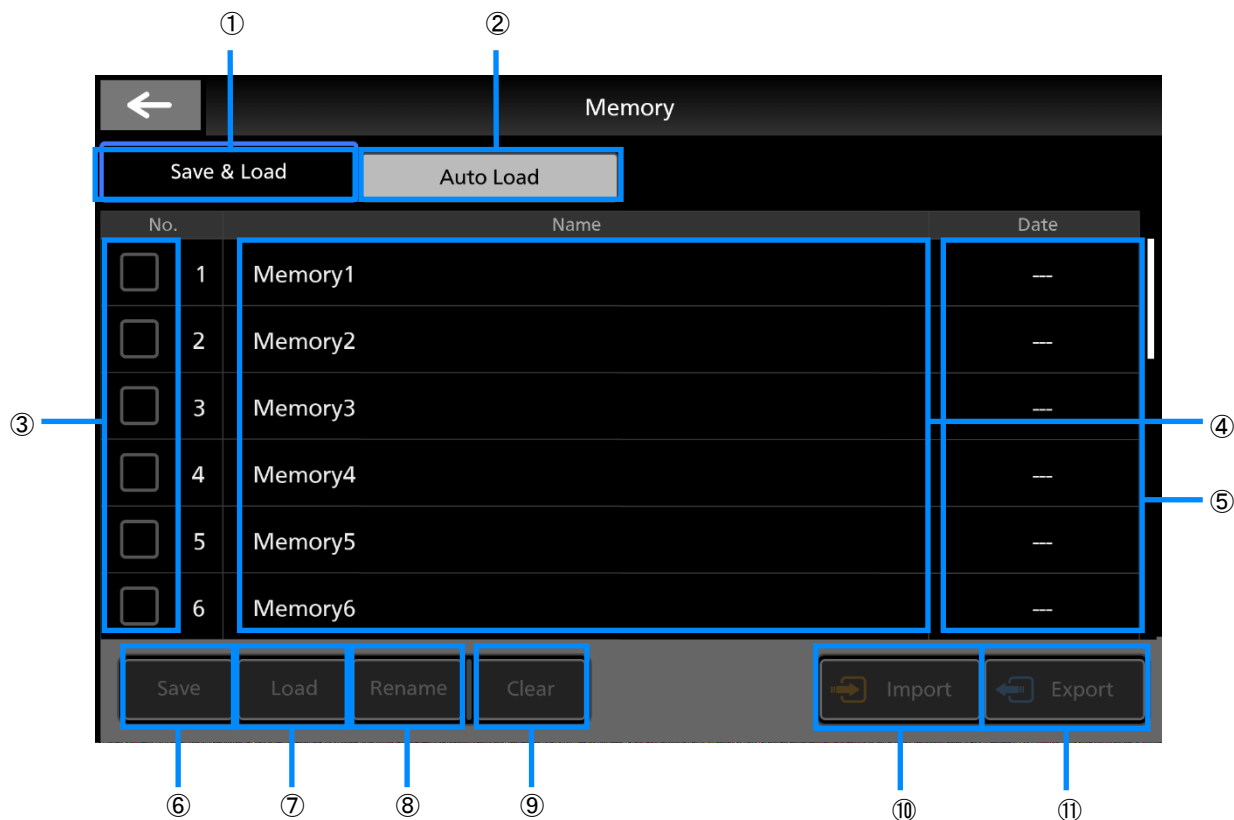 ① ②
Memory
Save & Load Auto Load
No. Name Date
1 Memory1 ---
2 Memory2 ---
3 Memory3 ---
③ ④
4 Memory4 ---
⑤
5 Memory5 ---
6 Memory6 ---
Save Load Rename Clear Import Export
⑥ ⑦ ⑧ ⑨ ⑩ ⑪